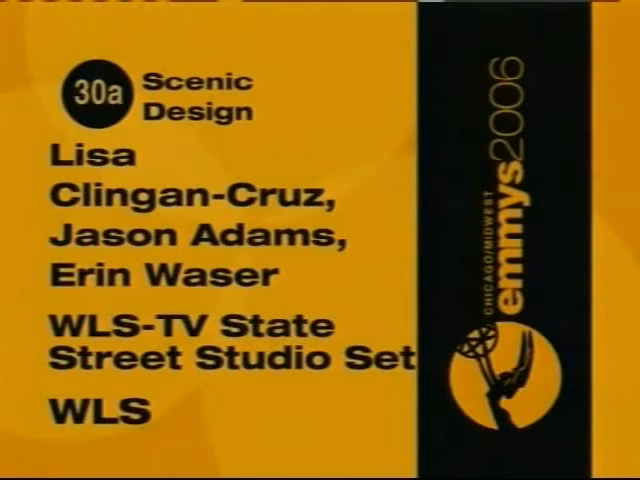 30a Scenic
Design
Lisa
Clingan-Cruz,
Jason Adams,
Erin Waser
WLS-TV State
Street Studio Set
WLS
CHICAGO/MIDWEST
emmys2006